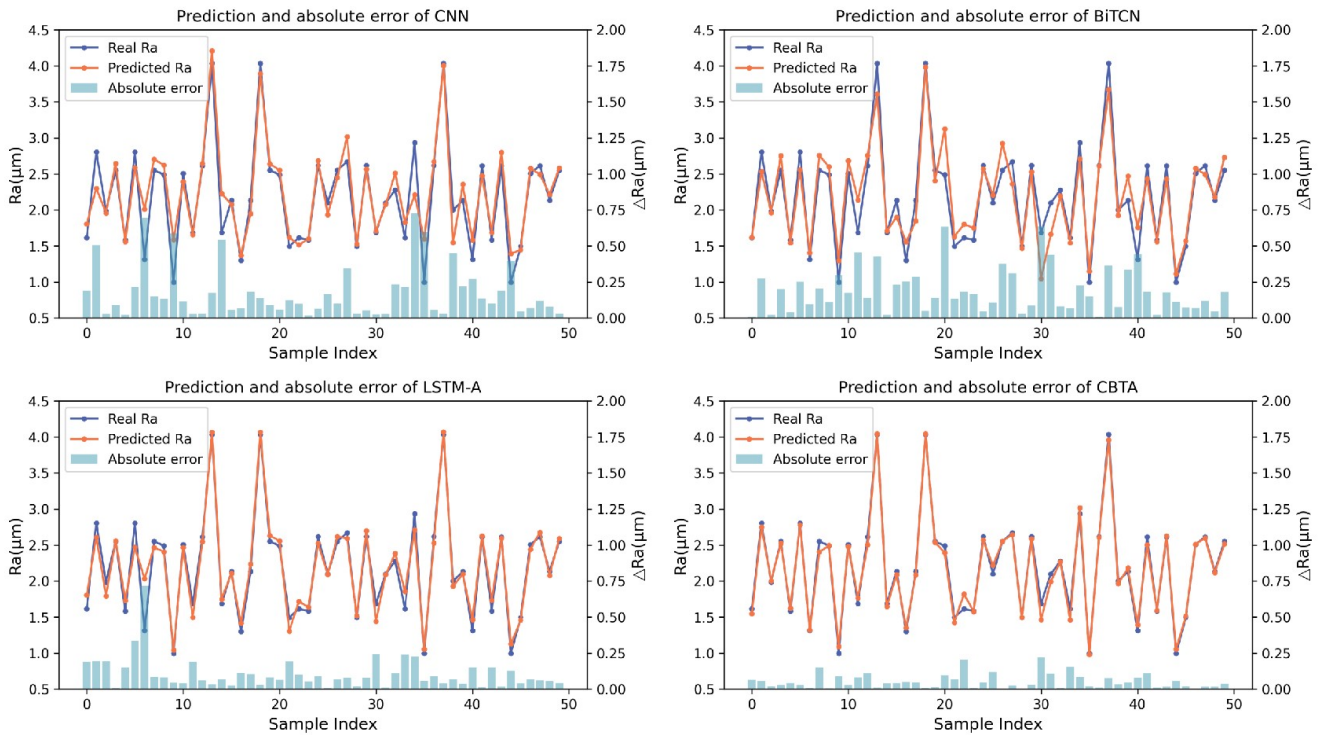 Prediction and absolute error of CNN
4.5
4.0
3.5
3.0
2.5
2.0
1.5
1.0
0.5
Ra(μm)
Real Ra
Predicted Ra
Absolute error
2.00
1.75
1.50
1.25
1.00
0.75
0.50
0.25
0.00
△Ra(μm)
0 10 20 30 40 50
Sample Index
Prediction and absolute error of BiTCN
4.5
4.0
3.5
3.0
2.5
2.0
1.5
1.0
0.5
Ra(μm)
Real Ra
Predicted Ra
Absolute error
2.00
1.75
1.50
1.25
1.00
0.75
0.50
0.25
0.00
△Ra(μm)
0 10 20 30 40 50
Sample Index
Prediction and absolute error of LSTM-A
4.5
4.0
3.5
3.0
2.5
2.0
1.5
1.0
0.5
Ra(μm)
Real Ra
Predicted Ra
Absolute error
2.00
1.75
1.50
1.25
1.00
0.75
0.50
0.25
0.00
△Ra(μm)
0 10 20 30 40 50
Sample Index
Prediction and absolute error of CBTA
4.5
4.0
3.5
3.0
2.5
2.0
1.5
1.0
0.5
Ra(μm)
Real Ra
Predicted Ra
Absolute error
2.00
1.75
1.50
1.25
1.00
0.75
0.50
0.25
0.00
△Ra(μm)
0 10 20 30 40 50
Sample Index